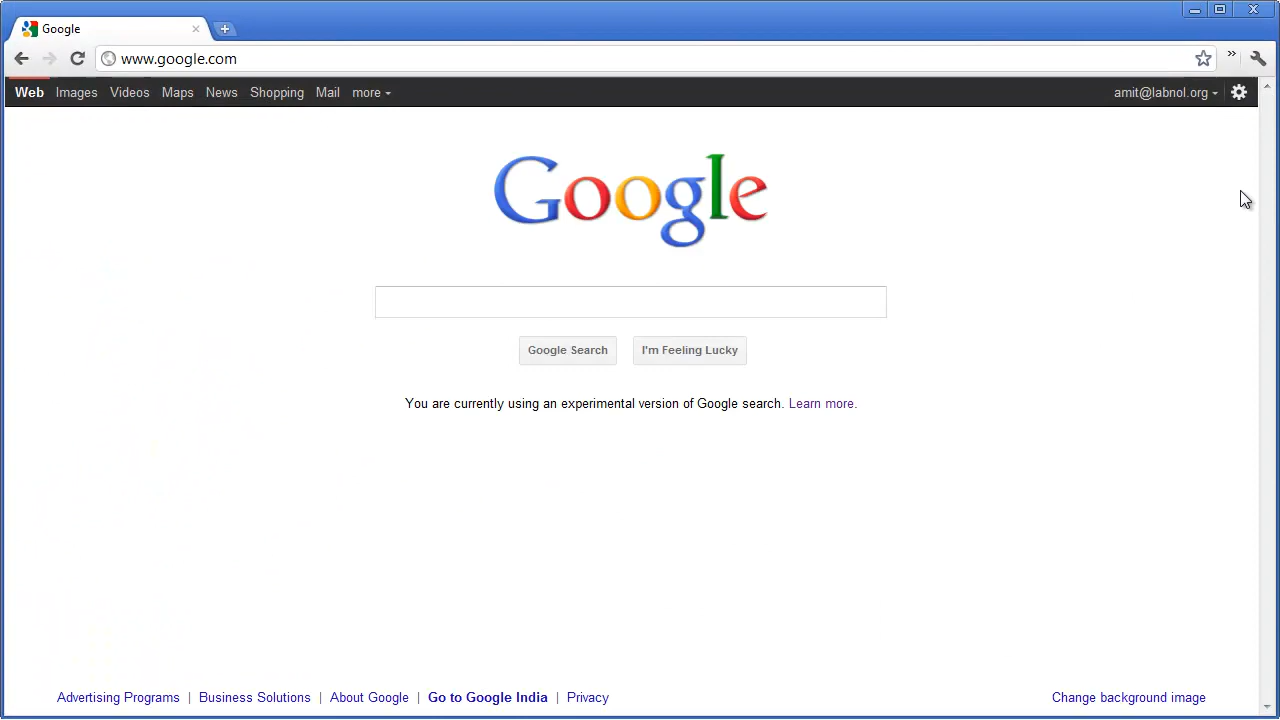 Google
www.google.com
Web Images Videos Maps News Shopping Mail more amit@labnol.org
Google
Google Search I'm Feeling Lucky
You are currently using an experimental version of Google search. Learn more.
Advertising Programs | Business Solutions | About Google | Go to Google India | Privacy Change background image